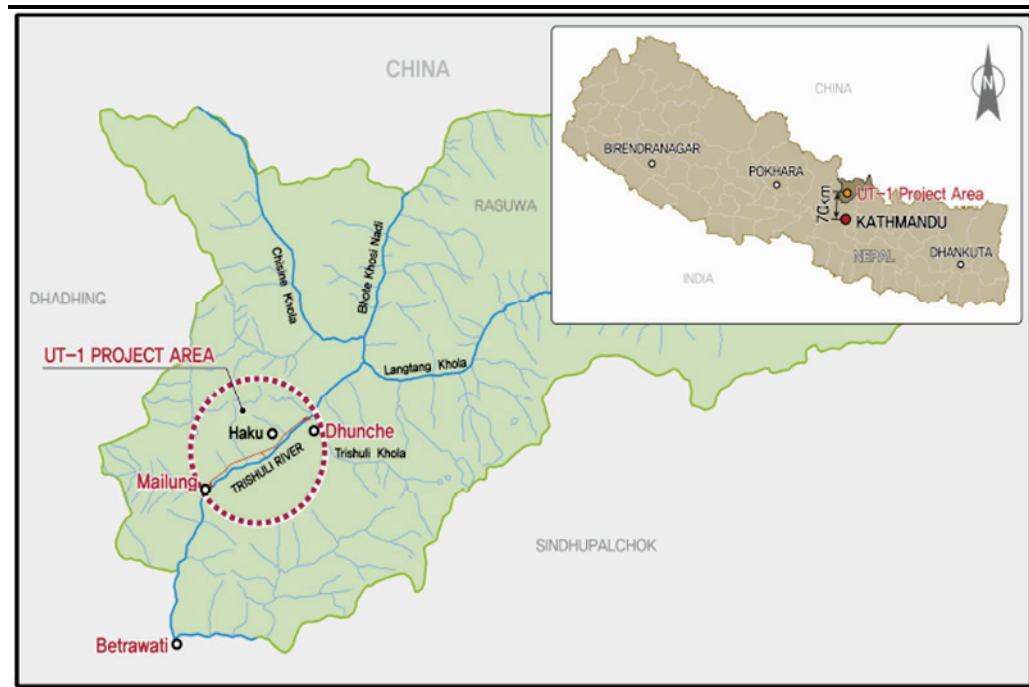 CHINA
RASUWA
Chisine Khola
Bhote Khosi Nadi
DHADHING
UT-1 PROJECT AREA
Langtang Khola
Haku
Dhunche
Trishuli Khola
TRISHULI RIVER
Mailung
SINDHUPALCHOK
Betrawati
N
CHINA
BIRENDRANAGAR
POKHARA
UT-1 Project Area
70km
KATHMANDU
NEPAL
DHANKUTA
INDIA